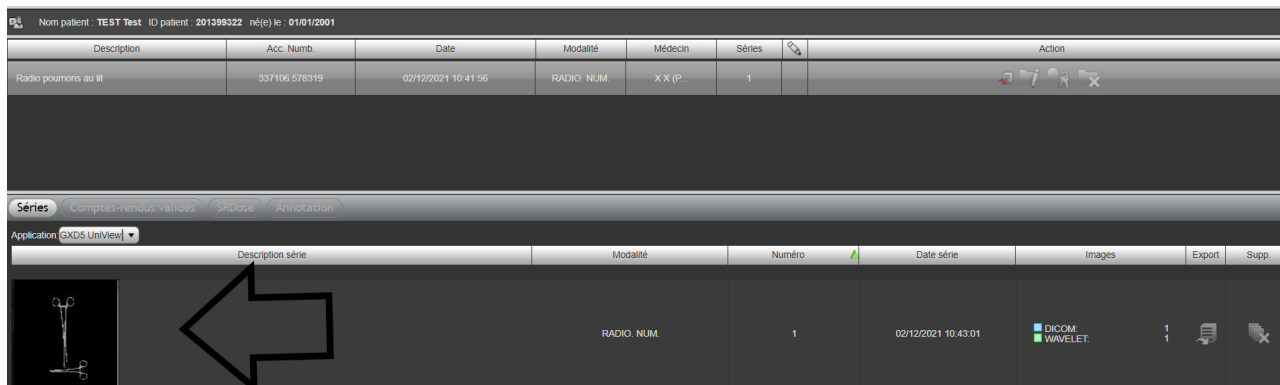 Nom patient : TEST Test ID patient : 201399322 né(e) le : 01/01/2001
Description Acc. Numb. Date Modalité Médecin Séries Action
Radio poumons au lit 337106.578319 02/12/2021 10:41:56 RADIO. NUM. X X (P... 1
Séries Comptes-rendus valides SRDose Annotation
Application: GXD5 UniView
Description série Modalité Numéro Date série Images Export Supp.
RADIO. NUM. 1 02/12/2021 10:43:01 DICOM: 1
WAVELET: 1